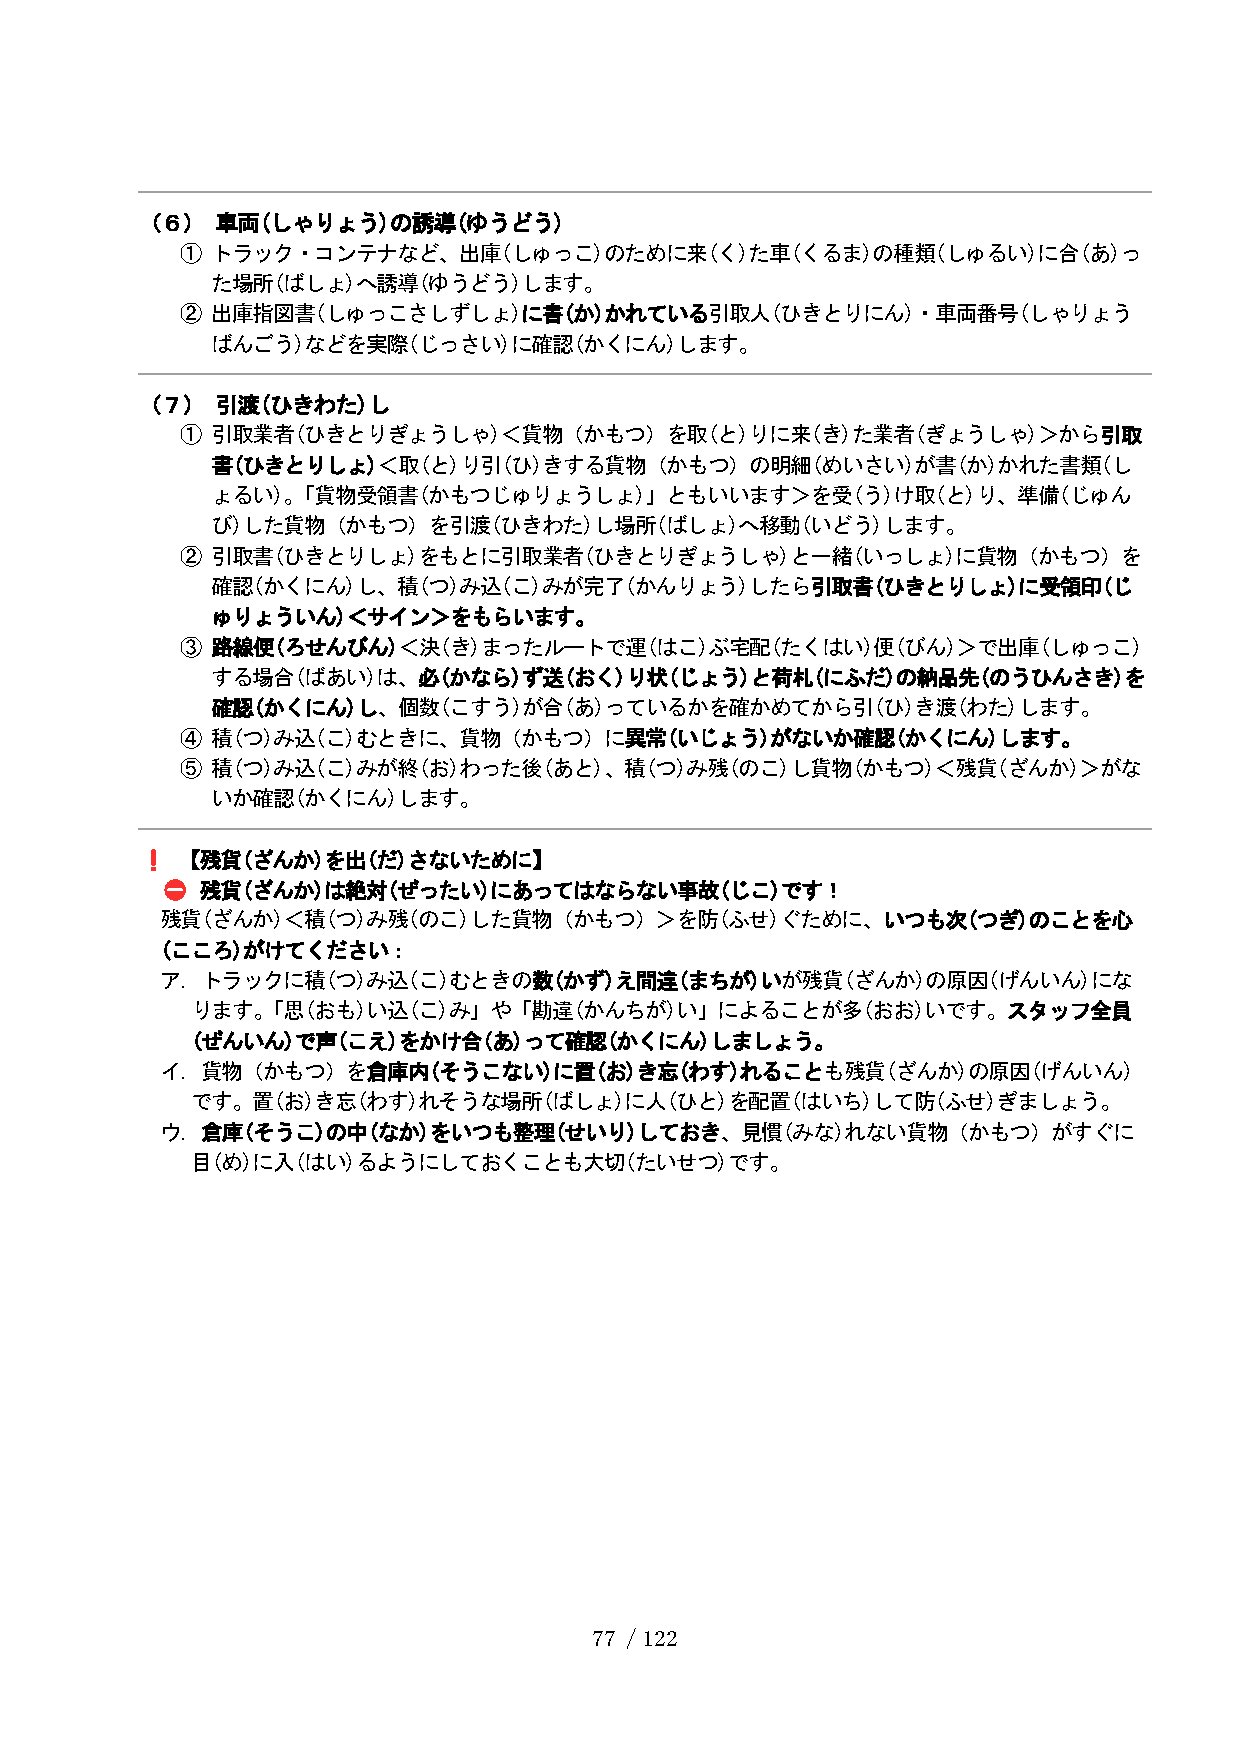 （６）　車両(しゃりょう)の誘導(ゆうどう)
① トラック・コンテナなど、出庫(しゅっこ)のために来(く)た車(くるま)の種類(しゅるい)に合(あ)っ
た場所(ばしょ)へ誘導(ゆうどう)します。
② 出庫指図書(しゅっこさしずしょ)に書(か)かれている引取人(ひきとりにん)・車両番号(しゃりょう
ばんごう)などを実際(じっさい)に確認(かくにん)します。
（７）　引渡(ひきわた)し
① 引取業者(ひきとりぎょうしゃ)＜貨物（かもつ）を取(と)りに来(き)た業者(ぎょうしゃ)＞から引取
書(ひきとりしょ)＜取(と)り引(ひ)きする貨物（かもつ）の明細(めいさい)が書(か)かれた書類(し
ょるい)。「貨物受領書(かもつじゅりょうしょ)」ともいいます＞を受(う)け取(と)り、準備(じゅん
び)した貨物（かもつ）を引渡(ひきわた)し場所(ばしょ)へ移動(いどう)します。
② 引取書(ひきとりしょ)をもとに引取業者(ひきとりぎょうしゃ)と一緒(いっしょ)に貨物（かもつ）を
確認(かくにん)し、積(つ)み込(こ)みが完了(かんりょう)したら引取書(ひきとりしょ)に受領印(じ
ゅりょういん)＜サイン＞をもらいます。
③ 路線便(ろせんびん)＜決(き)まったルートで運(はこ)ぶ宅配(たくはい)便(びん)＞で出庫(しゅっこ)
する場合(ばあい)は、必(かなら)ず送(おく)り状(じょう)と荷札(にふだ)の納品先(のうひんさき)を
確認(かくにん)し、個数(こすう)が合(あ)っているかを確かめてから引(ひ)き渡(わた)します。
④ 積(つ)み込(こ)むときに、貨物（かもつ）に異常(いじょう)がないか確認(かくにん)します。
⑤ 積(つ)み込(こ)みが終(お)わった後(あと)、積(つ)み残(のこ)し貨物(かもつ)＜残貨(ざんか)＞がな
いか確認(かくにん)します。
❗【残貨(ざんか)を出(だ)さないために】
⛔ 残貨(ざんか)は絶対(ぜったい)にあってはならない事故(じこ)です！
残貨(ざんか)＜積(つ)み残(のこ)した貨物（かもつ）＞を防(ふせ)ぐために、いつも次(つぎ)のことを心
(こころ)がけてください：
ア. トラックに積(つ)み込(こ)むときの数(かず)え間違(まちが)いが残貨(ざんか)の原因(げんいん)にな
ります。「思(おも)い込(こ)み」や「勘違(かんちが)い」によることが多(おお)いです。スタッフ全員
(ぜんいん)で声(こえ)をかけ合(あ)って確認(かくにん)しましょう。
イ. 貨物（かもつ）を倉庫内(そうこない)に置(お)き忘(わす)れることも残貨(ざんか)の原因(げんいん)
です。置(お)き忘(わす)れそうな場所(ばしょ)に人(ひと)を配置(はいち)して防(ふせ)ぎましょう。
ウ. 倉庫(そうこ)の中(なか)をいつも整理(せいり)しておき、見慣(みな)れない貨物（かもつ）がすぐに
目(め)に入(はい)るようにしておくことも大切(たいせつ)です。
77 / 122